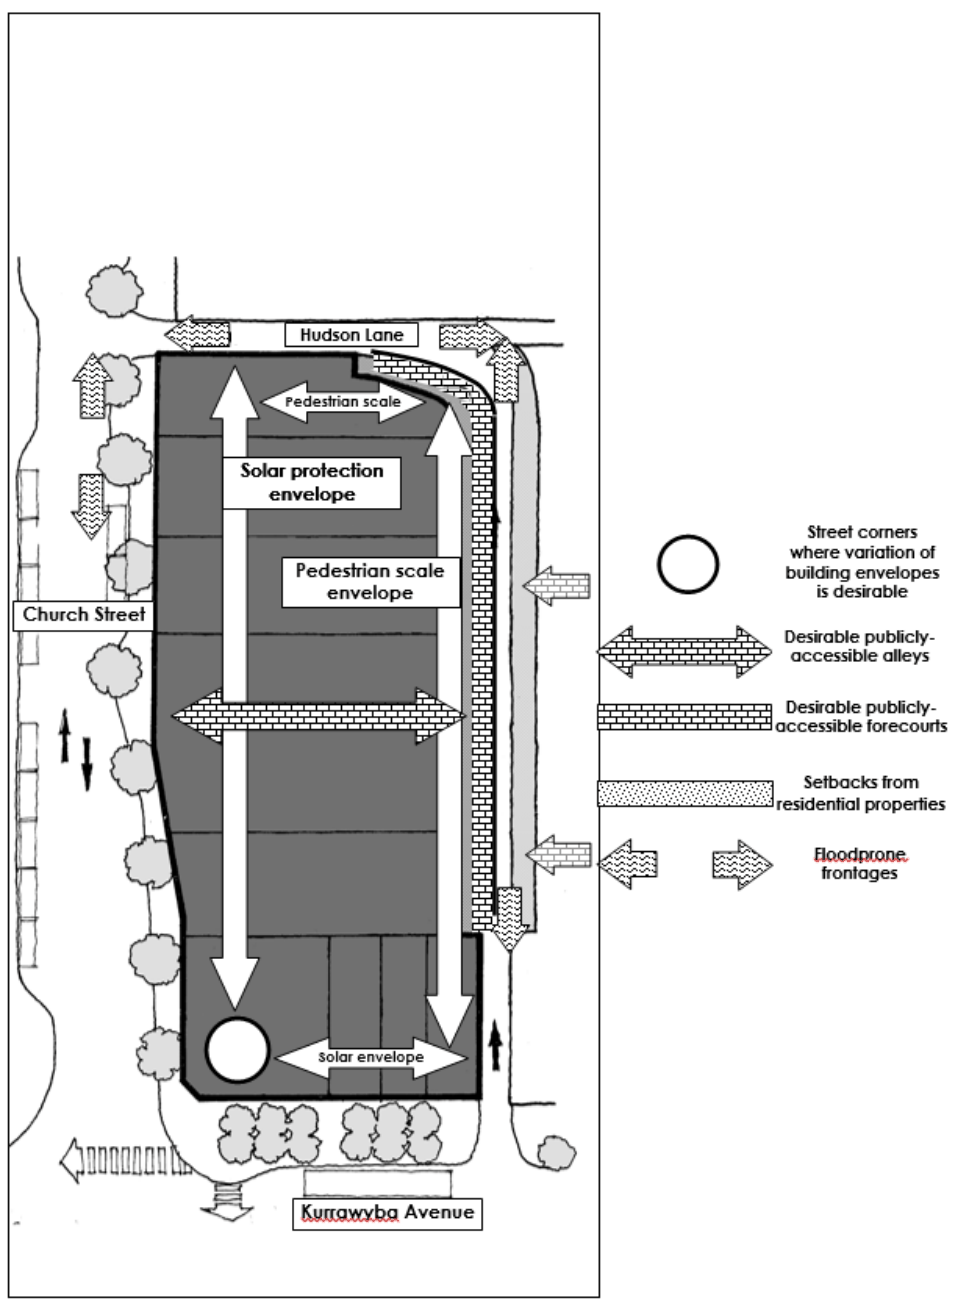 Hudson Lane
Pedestrian scale
Solar protection
envelope
Pedestrian scale
envelope
Church Street
Solar envelope
Kurrawyba Avenue
Street corners
where variation of
building envelopes
is desirable
Desirable publicly-
accessible alleys
Desirable publicly-
accessible forecourts
Setbacks from
residential properties
Floodprone
frontages